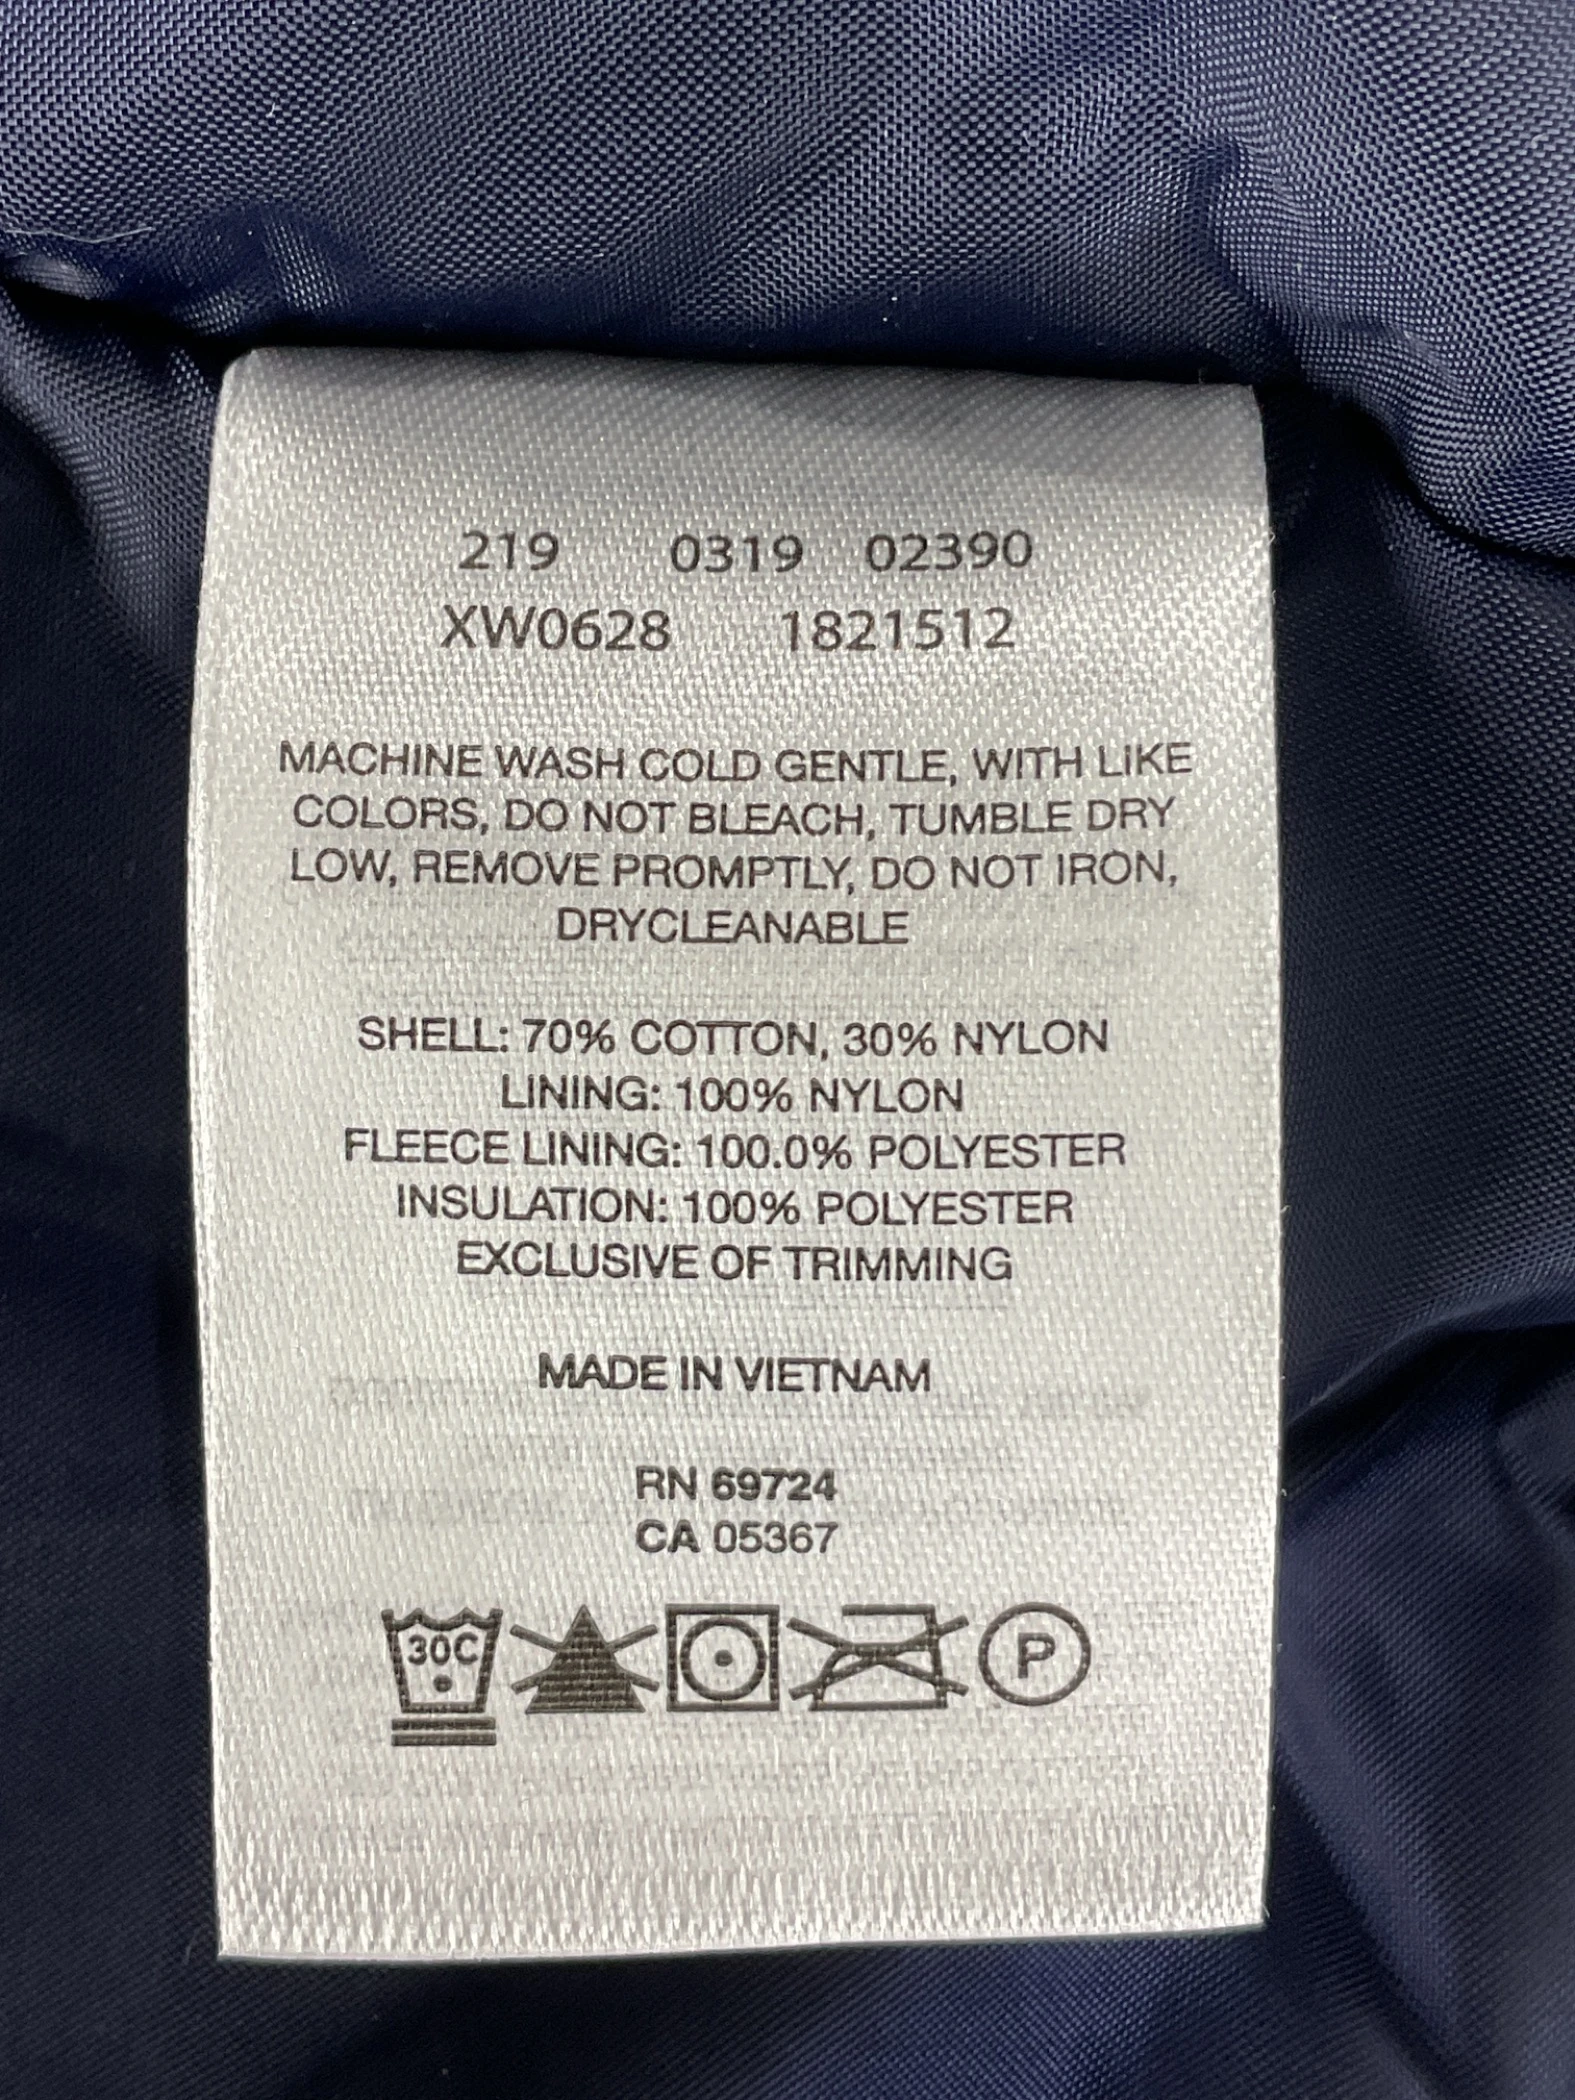 219 0319 02390
XW0628 1821512
MACHINE WASH COLD GENTLE, WITH LIKE
COLORS, DO NOT BLEACH, TUMBLE DRY
LOW, REMOVE PROMPTLY, DO NOT IRON,
DRYCLEANABLE
SHELL: 70% COTTON, 30% NYLON
LINING: 100% NYLON
FLEECE LINING: 100.0% POLYESTER
INSULATION: 100% POLYESTER
EXCLUSIVE OF TRIMMING
MADE IN VIETNAM
RN 69724
CA 05367
30C P